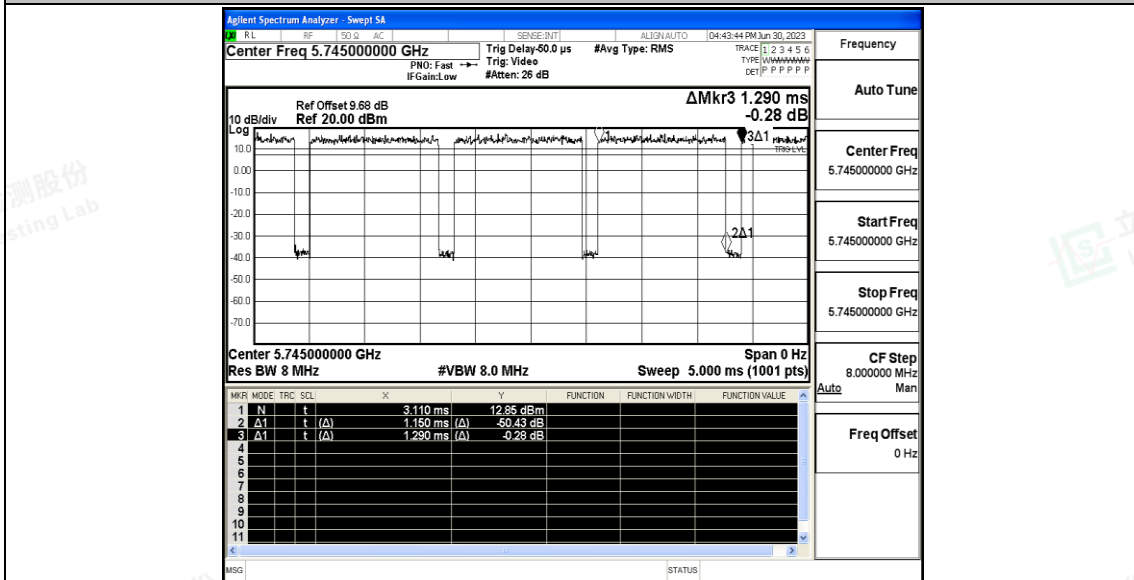 Agilent Spectrum Analyzer - Swept SA
RL RF 50 Ω AC SENSE:INT ALIGN AUTO 04:43:44 PM Jun 30, 2023
Center Freq 5.745000000 GHz
PNO: Fast
IFGain:Low
Trig Delay-50.0 µs
Trig: Video
#Atten: 26 dB
#Avg Type: RMS
TRACE 1 2 3 4 5 6
TYPE
DET P P P P P P
Frequency
Auto Tune
Center Freq
5.745000000 GHz
Start Freq
5.745000000 GHz
Stop Freq
5.745000000 GHz
CF Step
8.000000 MHz
Auto Man
Freq Offset
0 Hz
Ref Offset 9.68 dB
10 dB/div Ref 20.00 dBm
ΔMkr3 1.290 ms
-0.28 dB
Log
10.0
0.00
-10.0
-20.0
-30.0
-40.0
-50.0
-60.0
-70.0
1
3Δ1
TRIG LVL
2Δ1
Center 5.745000000 GHz Span 0 Hz
Res BW 8 MHz #VBW 8.0 MHz Sweep 5.000 ms (1001 pts)
MKR MODE TRC SCL X Y FUNCTION FUNCTION WIDTH FUNCTION VALUE
1 N t 3.110 ms 12.85 dBm
2 Δ1 t (Δ) 1.150 ms (Δ) -50.43 dB
3 Δ1 t (Δ) 1.290 ms (Δ) -0.28 dB
4
5
6
7
8
9
10
11
MSG STATUS
测股份
sting Lab
立
LCS